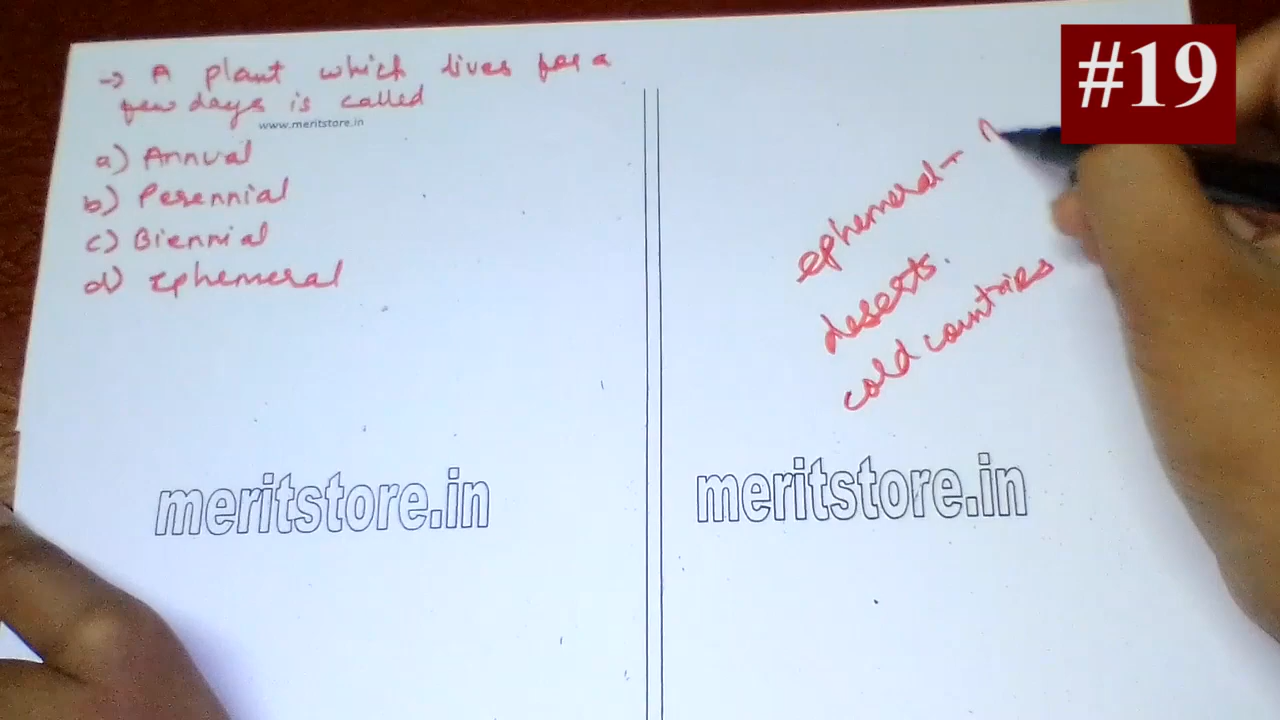 #19
→ A plant which lives for a
few days is called
www.meritstore.in
a) Annual
b) Perennial
c) Biennial
d) Ephemeral
ephemeral -
deserts.
cold countries
meritstore.in
meritstore.in